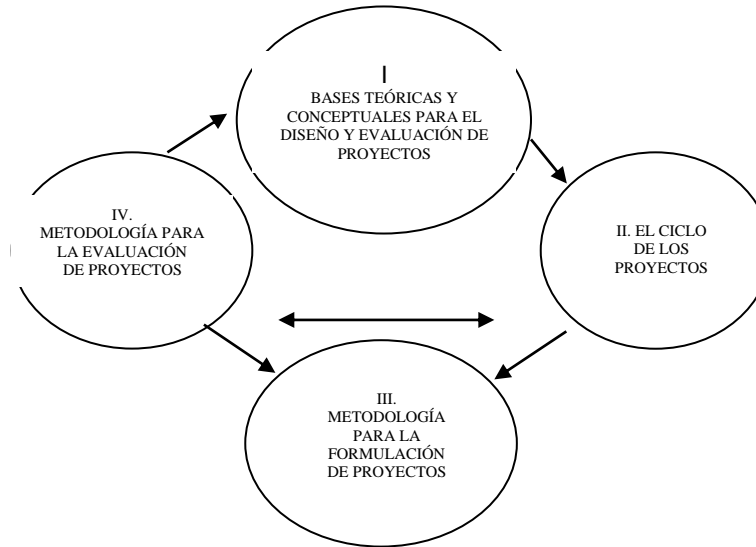 I
BASES TEÓRICAS Y
CONCEPTUALES PARA EL
DISEÑO Y EVALUACIÓN DE
PROYECTOS
II. EL CICLO
DE LOS
PROYECTOS
III.
METODOLOGÍA
PARA LA
FORMULACIÓN
DE PROYECTOS
IV.
METODOLOGÍA PARA
LA EVALUACIÓN
DE PROYECTOS